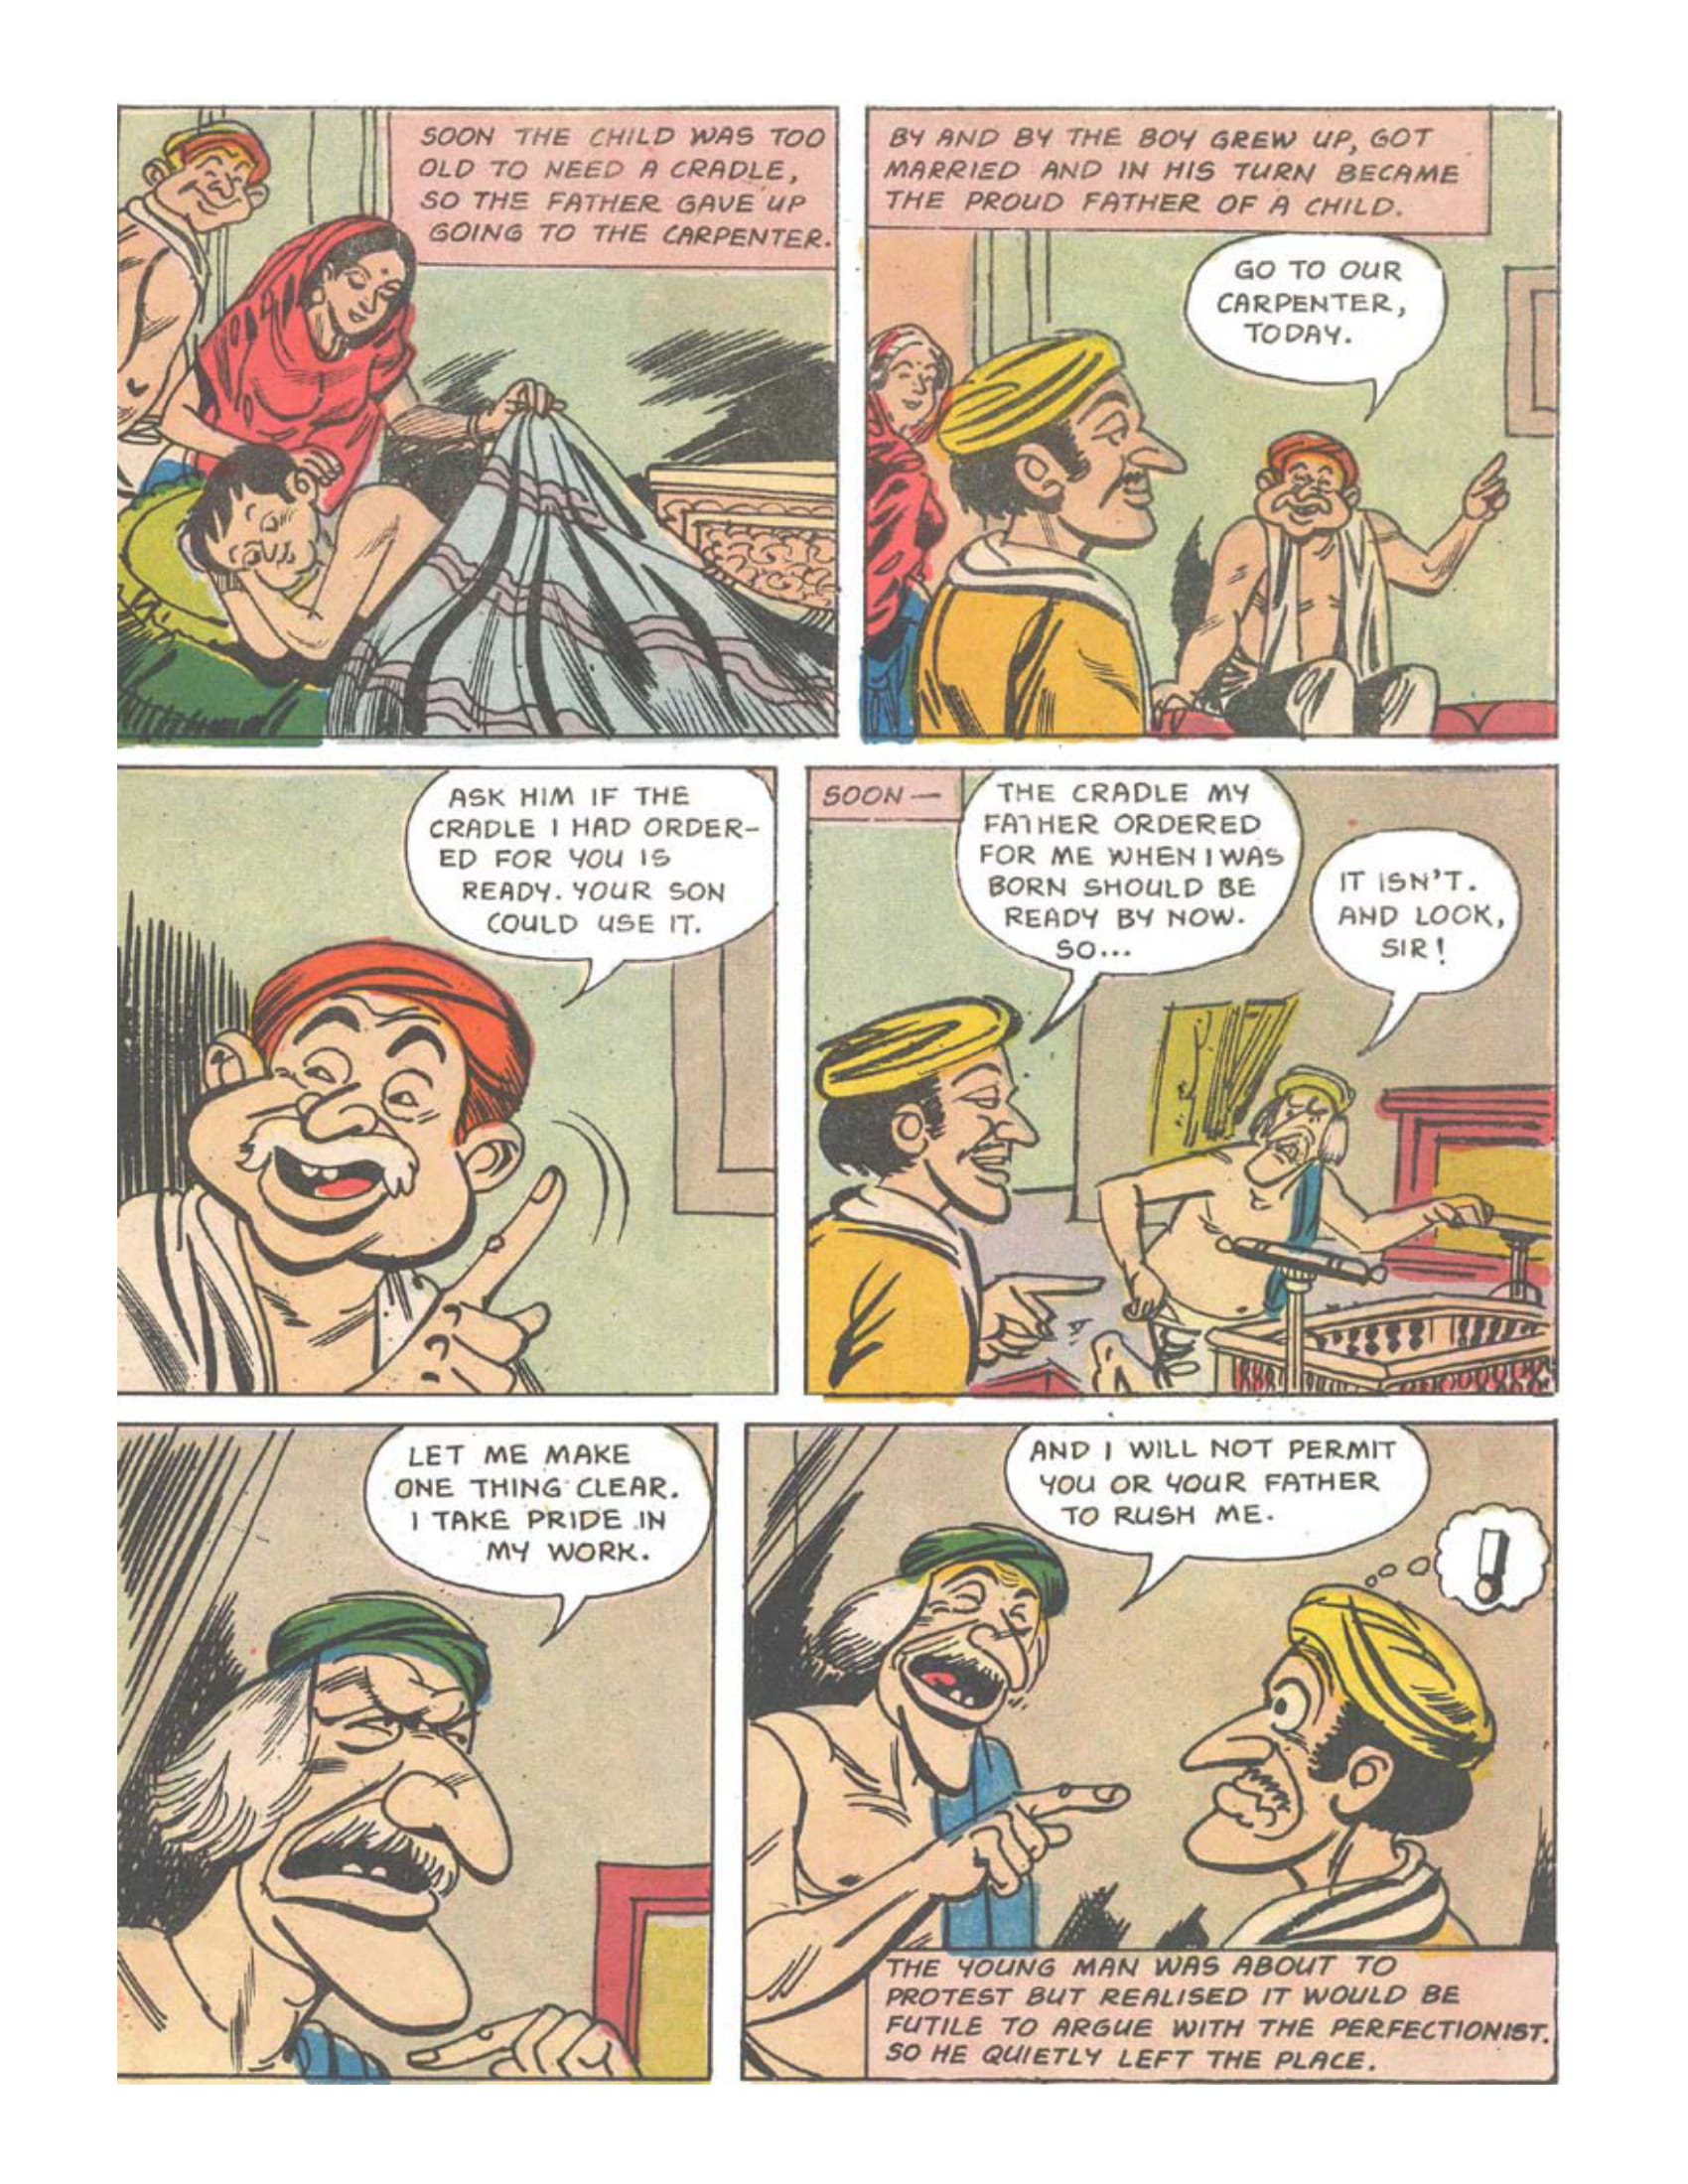 SOON THE CHILD WAS TOO
OLD TO NEED A CRADLE,
SO THE FATHER GAVE UP
GOING TO THE CARPENTER.
BY AND BY THE BOY GREW UP, GOT
MARRIED AND IN HIS TURN BECAME
THE PROUD FATHER OF A CHILD.
GO TO OUR
CARPENTER,
TODAY.
ASK HIM IF THE
CRADLE I HAD ORDER-
ED FOR YOU IS
READY. YOUR SON
COULD USE IT.
SOON —
THE CRADLE MY
FATHER ORDERED
FOR ME WHEN I WAS
BORN SHOULD BE
READY BY NOW.
SO...
IT ISN'T.
AND LOOK,
SIR!
LET ME MAKE
ONE THING CLEAR.
I TAKE PRIDE IN
MY WORK.
AND I WILL NOT PERMIT
YOU OR YOUR FATHER
TO RUSH ME.
!
THE YOUNG MAN WAS ABOUT TO
PROTEST BUT REALISED IT WOULD BE
FUTILE TO ARGUE WITH THE PERFECTIONIST.
SO HE QUIETLY LEFT THE PLACE.